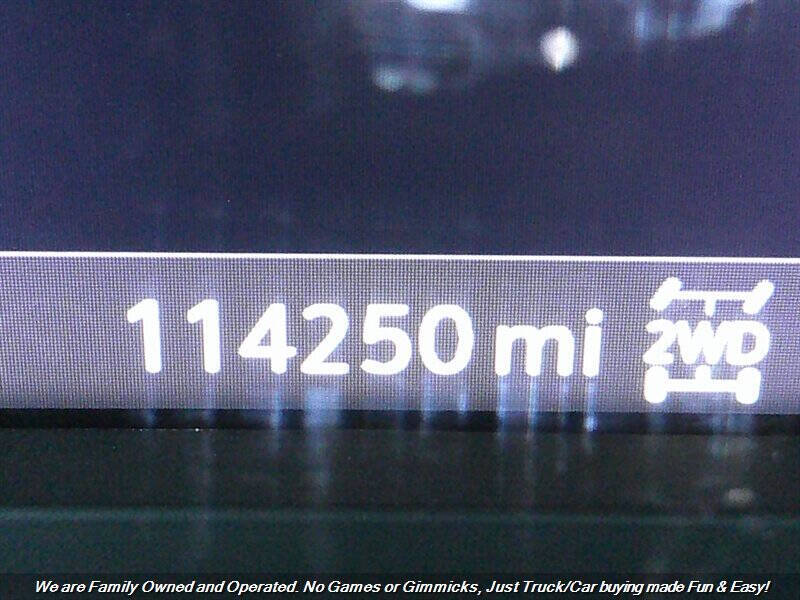 114250 mi 2WD
We are Family Owned and Operated. No Games or Gimmicks, Just Truck/Car buying made Fun & Easy!